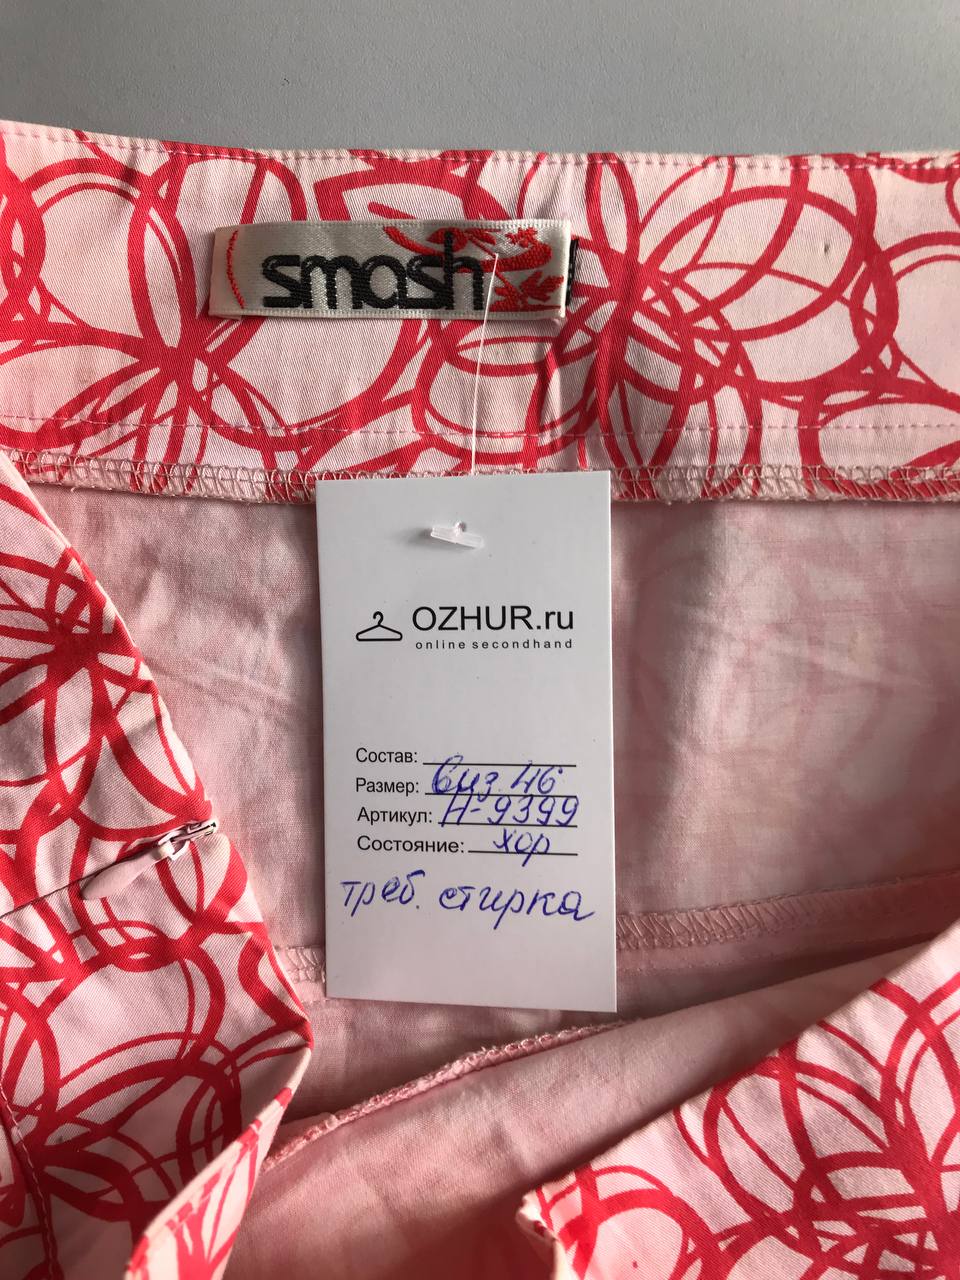 smash
OZHUR.ru
online secondhand
Состав:
Размер: виз. 46
Артикул: Н-9399
Состояние: хор
треб. стирка